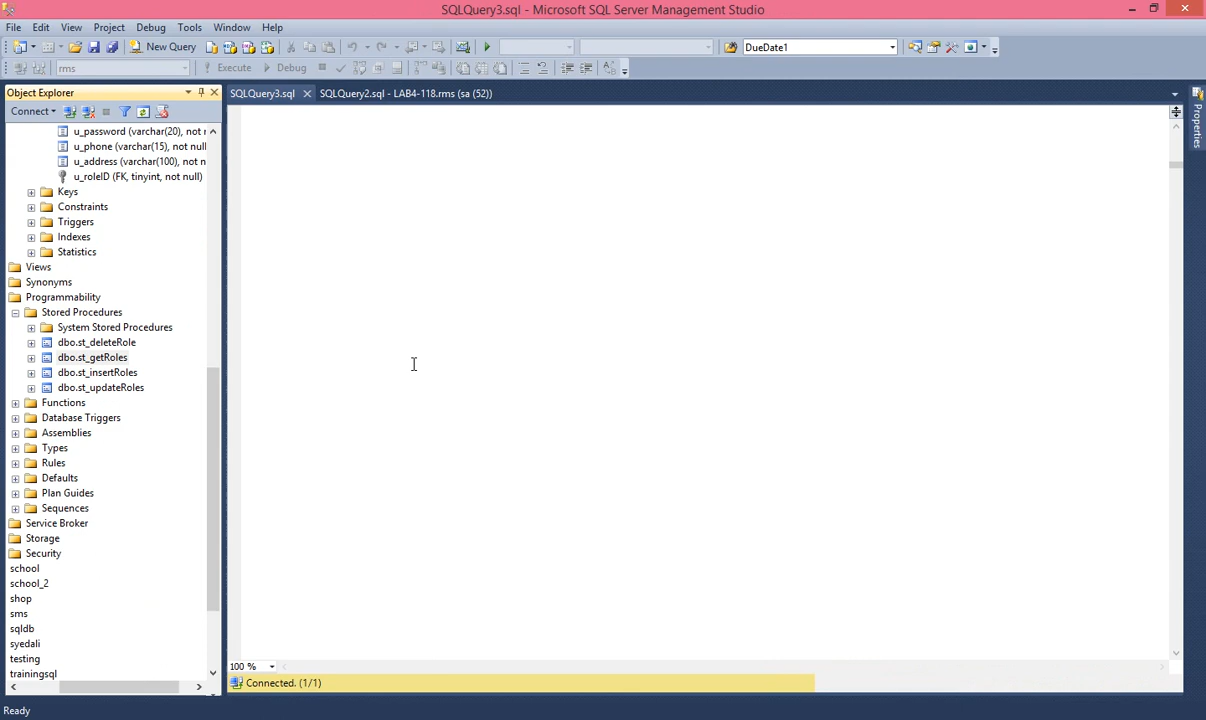 SQLQuery3.sql - Microsoft SQL Server Management Studio
File Edit View Project Debug Tools Window Help
New Query DueDate1
rms Execute Debug
Object Explorer
SQLQuery3.sql SQLQuery2.sql - LAB4-118.rms (sa (52))
Connect
Properties
u_password (varchar(20), not r
u_phone (varchar(15), not null
u_address (varchar(100), not n
u_roleID (FK, tinyint, not null)
Keys
Constraints
Triggers
Indexes
Statistics
Views
Synonyms
Programmability
Stored Procedures
System Stored Procedures
dbo.st_deleteRole
dbo.st_getRoles
dbo.st_insertRoles
dbo.st_updateRoles
Functions
Database Triggers
Assemblies
Types
Rules
Defaults
Plan Guides
Sequences
Service Broker
Storage
Security
school
school_2
shop
sms
sqldb
syedali
testing
trainingsql
100 %
Connected. (1/1)
Ready